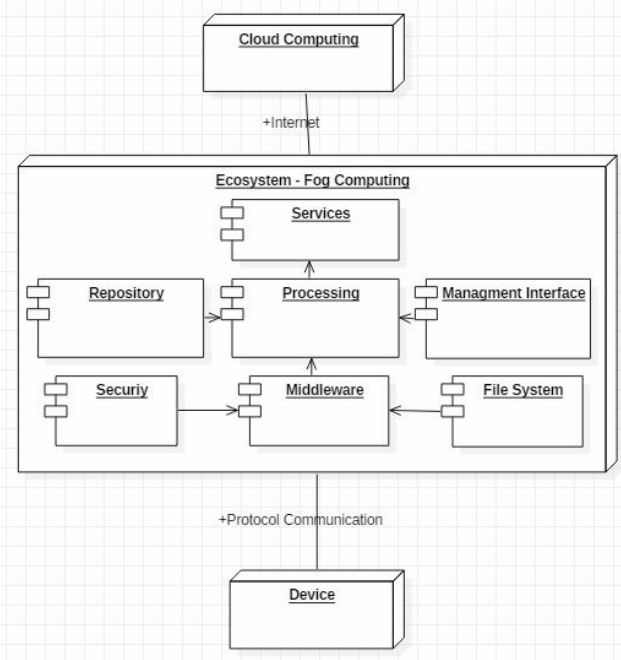 Cloud Computing
+Internet
Ecosystem - Fog Computing
Services
Repository
Processing
Managment Interface
Securiy
Middleware
File System
+Protocol Communication
Device